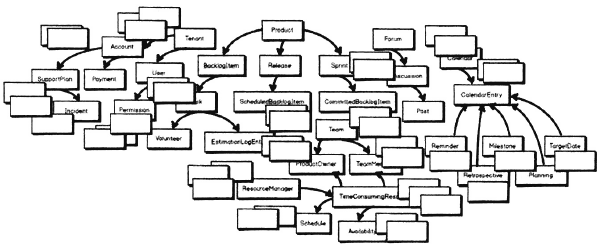 Product
Account
Tenant
Forum
SupportPlan
Payment
User
BacklogItem
Release
Sprint
Calendar
CalendarEntry
Incident
Permission
ScheduledBacklogItem
CommittedBacklogItem
Post
Volunteer
Team
ProductOwner
Reminder
Milestone
TargetDate
Retrospective
Planning
ResourceManager
Schedule